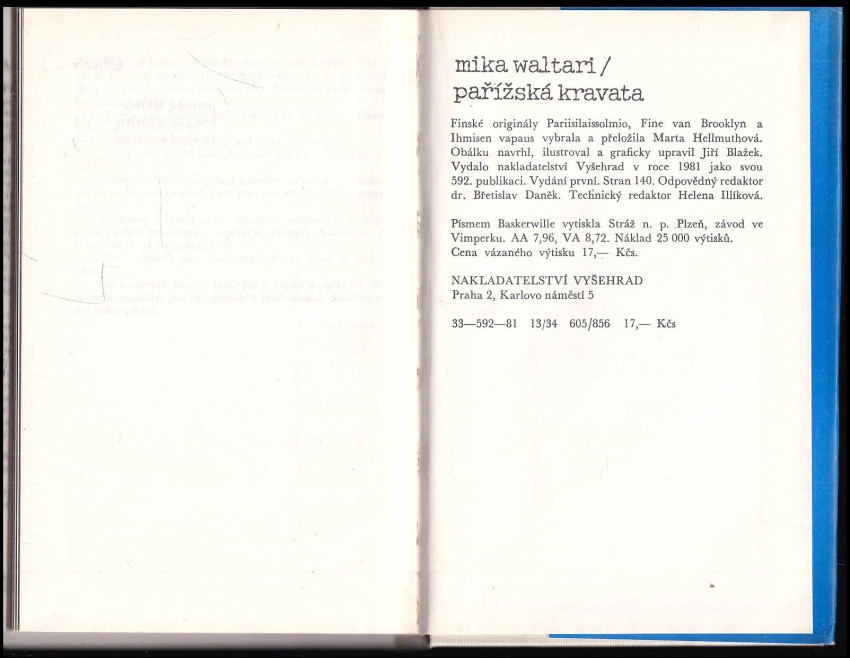 mika waltari /
pařížská kravata
Finské originály Pariisilaissolmio, Fine van Brooklyn a
Ihmisen vapaus vybrala a přeložila Marta Hellmuthová.
Obálku navrhl, ilustroval a graficky upravil Jiří Blažek.
Vydalo nakladatelství Vyšehrad v roce 1981 jako svou
592. publikaci. Vydání první. Stran 140. Odpovědný redaktor
dr. Břetislav Daněk. Technický redaktor Helena Illíková.
Písmem Baskerwille vytiskla Stráž n. p. Plzeň, závod ve
Vimperku. AA 7,96, VA 8,72. Náklad 25 000 výtisků.
Cena vázaného výtisku 17,— Kčs.
NAKLADATELSTVÍ VYŠEHRAD
Praha 2, Karlovo náměstí 5
33—592—81 13/34 605/856 17,— Kčs